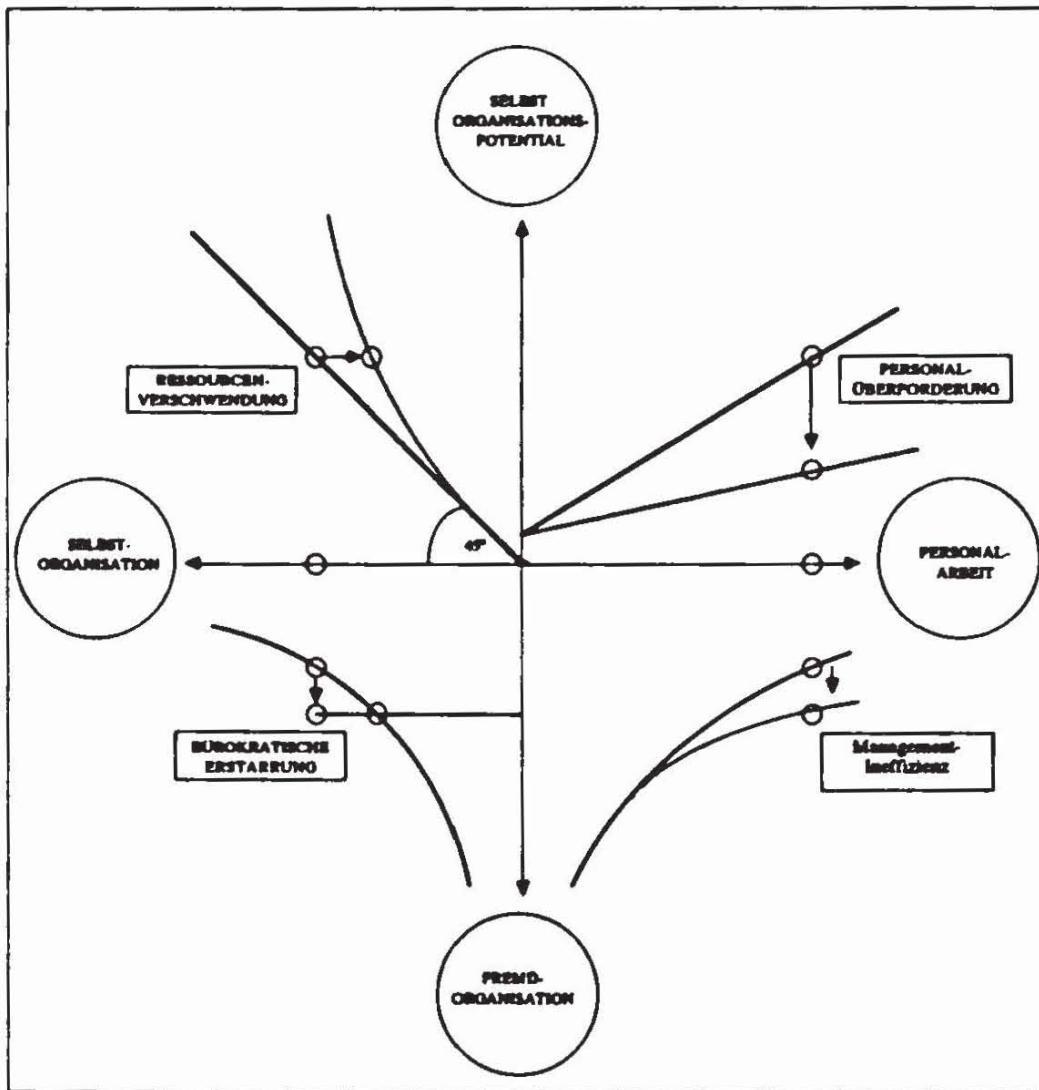 SELBST
ORGANISATIONS-
POTENTIAL
RESSOURCEN-
VERSCHWENDUNG
PERSONAL-
ÜBERFORDERUNG
45°
SELBST-
ORGANISATION
PERSONAL-
ARBEIT
BÜROKRATISCHE
ERSTARRUNG
Management-
Ineffizienz
FREMD-
ORGANISATION